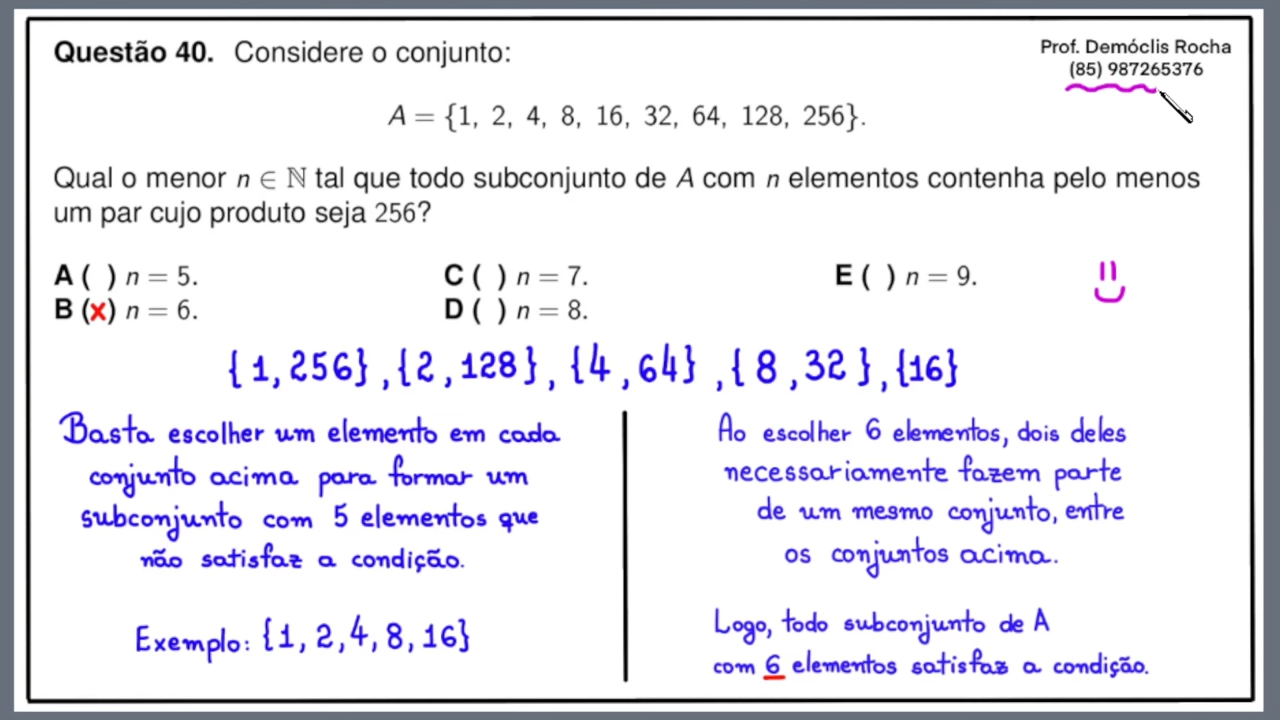 Questão 40. Considere o conjunto:
Prof. Demóclis Rocha
(85) 987265376
A = {1, 2, 4, 8, 16, 32, 64, 128, 256}.
Qual o menor n ∈ ℕ tal que todo subconjunto de A com n elementos contenha pelo menos
um par cujo produto seja 256?
A ( ) n = 5.
C ( ) n = 7.
E ( ) n = 9.
B (x) n = 6.
D ( ) n = 8.
{1, 256}, {2, 128}, {4, 64}, {8, 32}, {16}
Basta escolher um elemento em cada
conjunto acima para formar um
subconjunto com 5 elementos que
não satisfaz a condição.
Exemplo: {1, 2, 4, 8, 16}
Ao escolher 6 elementos, dois deles
necessariamente fazem parte
de um mesmo conjunto, entre
os conjuntos acima.
Logo, todo subconjunto de A
com 6 elementos satisfaz a condição.